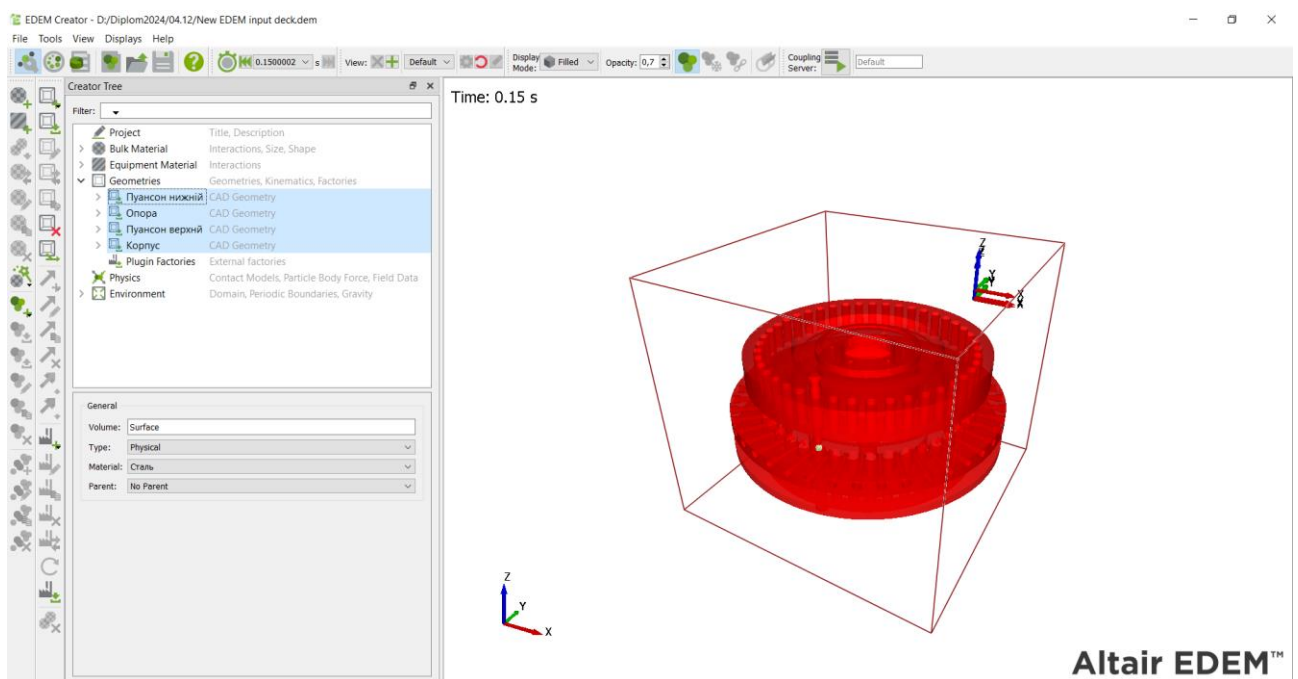 EDEM Creator - D:/Diplom2024/04.12/New EDEM input deck.dem
File Tools View Displays Help
0.1500002 s View: Default Display Mode: Filled Opacity: 0,7 Coupling Server: Default
Creator Tree
Filter:
Project Title, Description
Bulk Material Interactions, Size, Shape
Equipment Material Interactions
Geometries Geometries, Kinematics, Factories
Пуансон нижній CAD Geometry
Опора CAD Geometry
Пуансон верхнй CAD Geometry
Корпус CAD Geometry
Plugin Factories External factories
Physics Contact Models, Particle Body Force, Field Data
Environment Domain, Periodic Boundaries, Gravity
General
Volume: Surface
Type: Physical
Material: Сталь
Parent: No Parent
Time: 0.15 s
Z
Y
X
Z
Y
X
Altair EDEM™